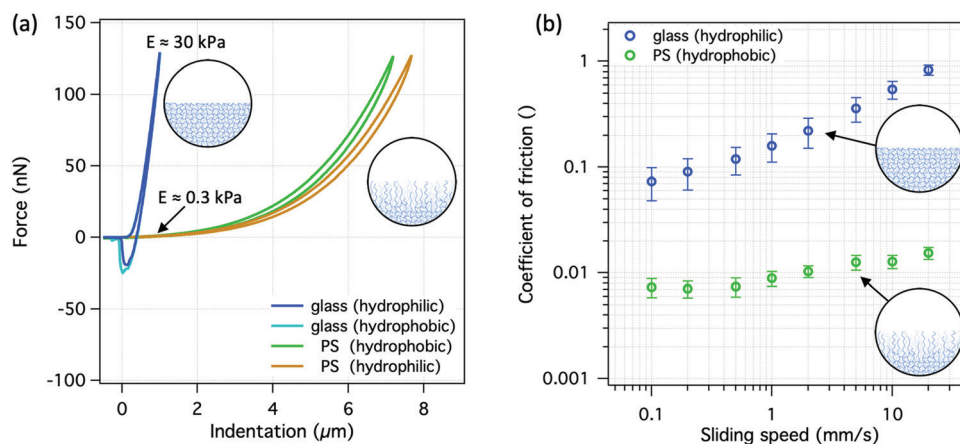 (a)
150
100
50
0
-50
-100
Force (nN)
E ≈ 30 kPa
E ≈ 0.3 kPa
glass (hydrophilic)
glass (hydrophobic)
PS (hydrophobic)
PS (hydrophilic)
0 2 4 6 8
Indentation (μm)
(b)
1
0.1
0.01
0.001
Coefficient of friction ()
glass (hydrophilic)
PS (hydrophobic)
0.1 1 10
Sliding speed (mm/s)